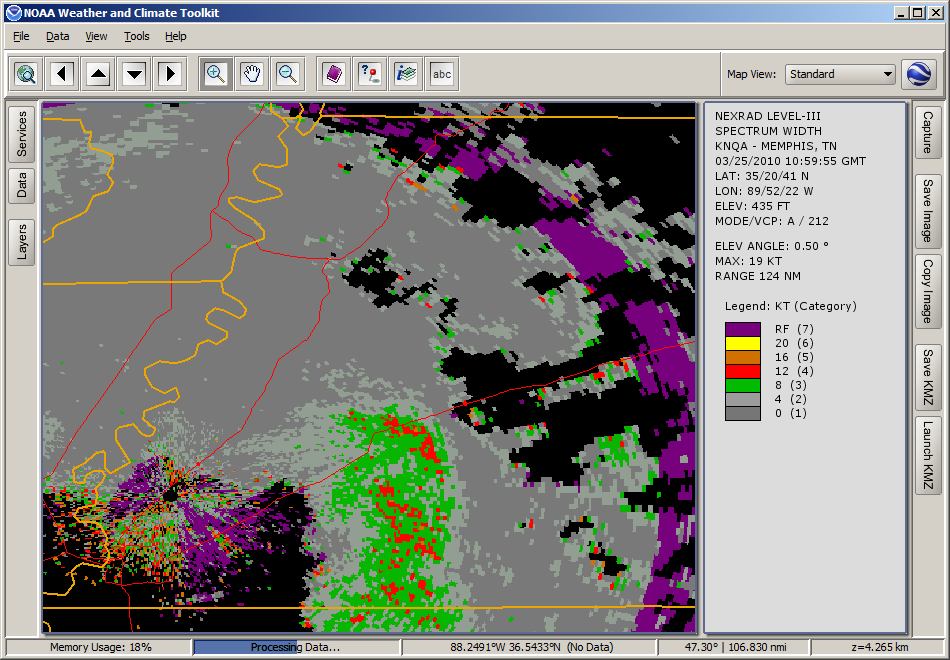 NOAA Weather and Climate Toolkit
File Data View Tools Help
abc
Map View: Standard
Services
Data
Layers
NEXRAD LEVEL-III
SPECTRUM WIDTH
KNQA - MEMPHIS, TN
03/25/2010 10:59:55 GMT
LAT: 35/20/41 N
LON: 89/52/22 W
ELEV: 435 FT
MODE/VCP: A / 212
ELEV ANGLE: 0.50 °
MAX: 19 KT
RANGE 124 NM
Legend: KT (Category)
RF (7)
20 (6)
16 (5)
12 (4)
8 (3)
4 (2)
0 (1)
Capture
Save Image
Copy Image
Save KMZ
Launch KMZ
Memory Usage: 18% Processing Data... 88.2491°W 36.5433°N (No Data) 47.30° | 106.830 nmi z=4.265 km